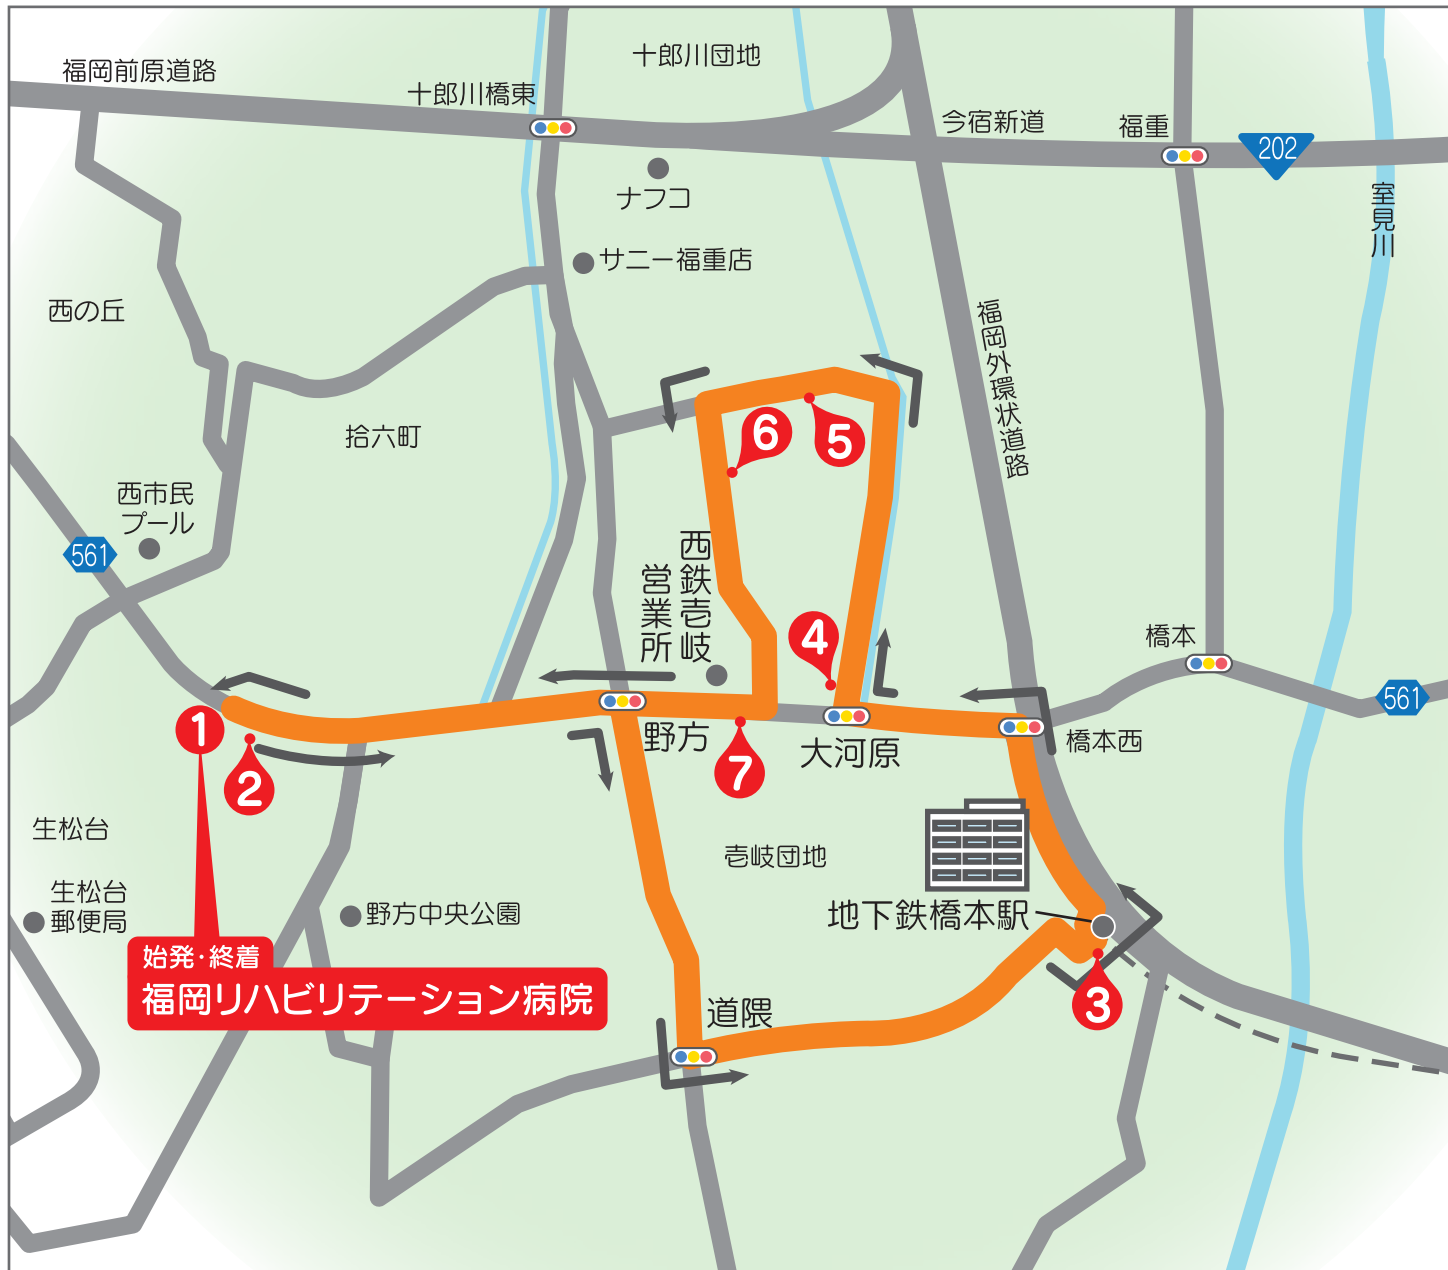 福岡前原道路
十郎川橋東
十郎川団地
今宿新道
福重
202
室見川
ナフコ
サニー福重店
西の丘
福岡外環状道路
拾六町
6
5
西市民
プール
561
西鉄壱岐
営業所
4
橋本
561
1
2
野方
7
大河原
橋本西
生松台
生松台
郵便局
野方中央公園
壱岐団地
地下鉄橋本駅
3
始発・終着
福岡リハビリテーション病院
道隈